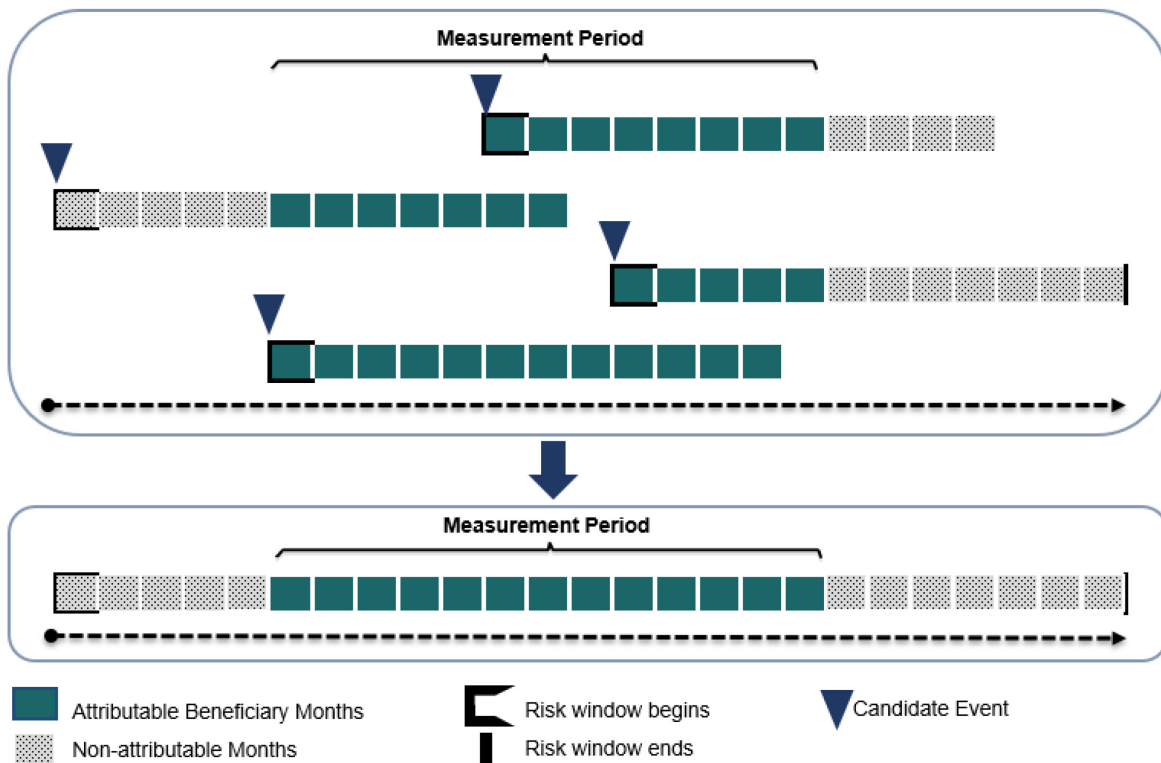 Measurement Period
Measurement Period
Attributable Beneficiary Months
Risk window begins
Candidate Event
Non-attributable Months
Risk window ends